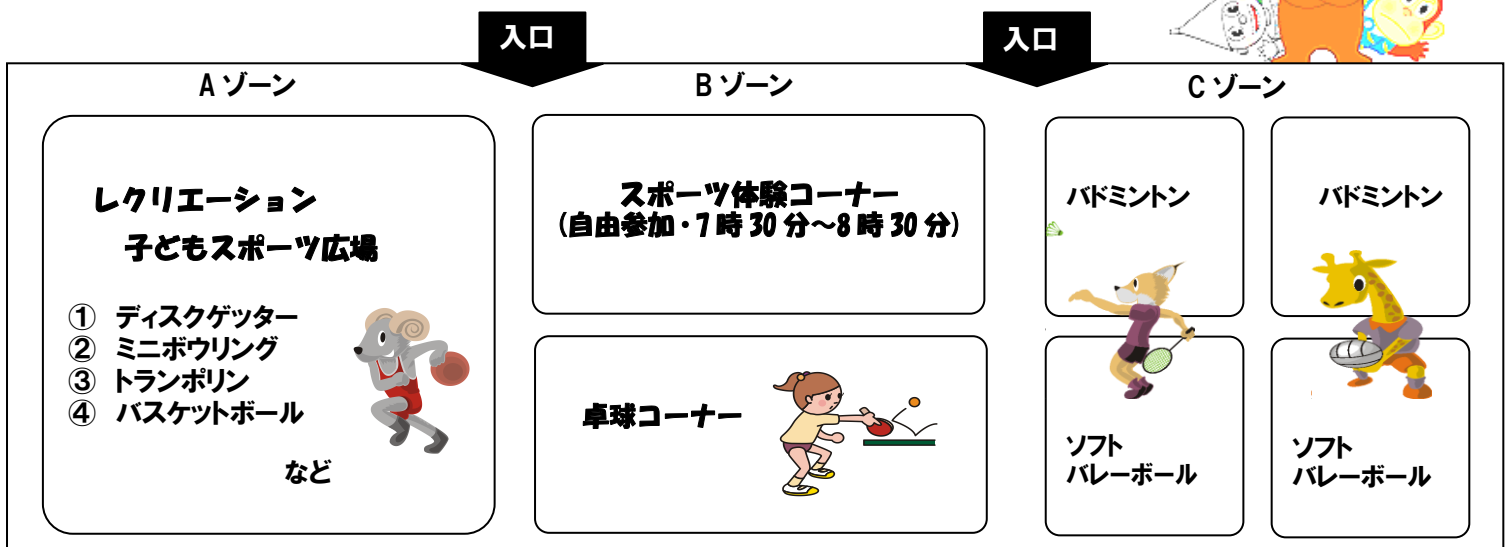 入口
入口
Aゾーン
Bゾーン
Cゾーン
レクリエーション
子どもスポーツ広場
① ディスクゲッター
② ミニボウリング
③ トランポリン
④ バスケットボール
など
スポーツ体験コーナー
(自由参加・7時30分~8時30分)
卓球コーナー
バドミントン
バドミントン
ソフト
バレーボール
ソフト
バレーボール